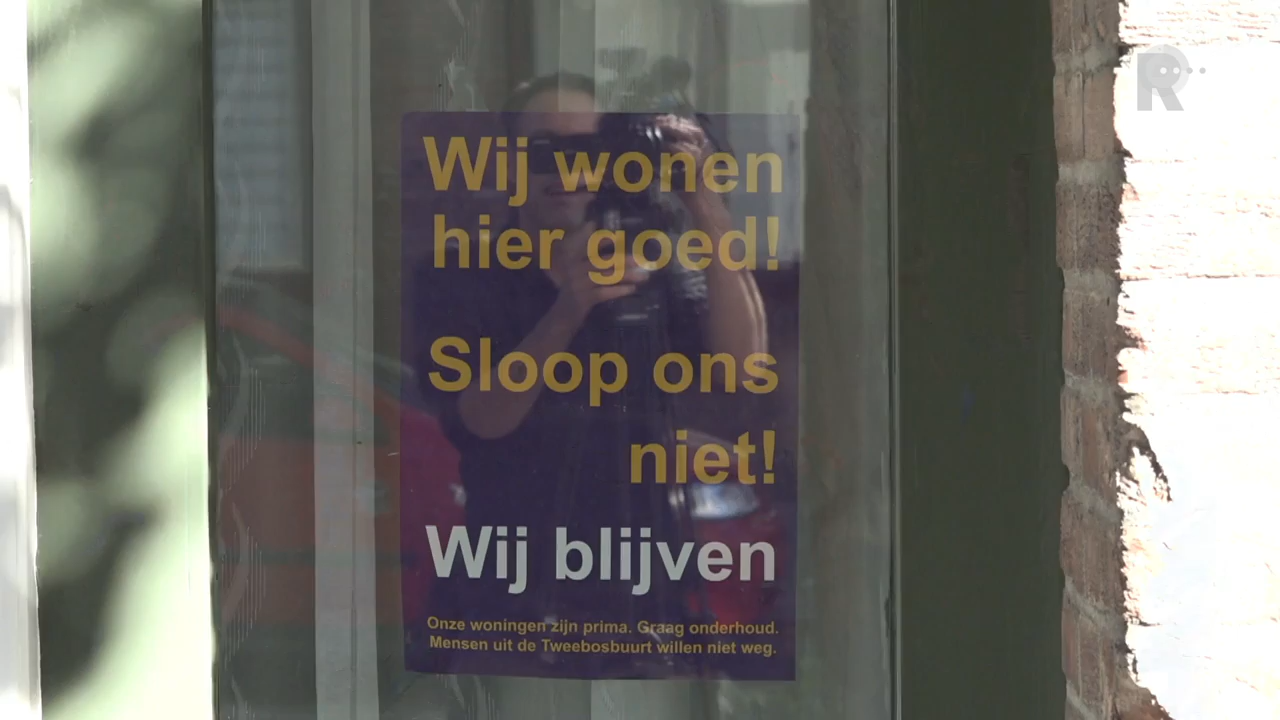 R
Wij wonen
hier goed!
Sloop ons
niet!
Wij blijven
Onze woningen zijn prima. Graag onderhoud.
Mensen uit de Tweebosbuurt willen niet weg.